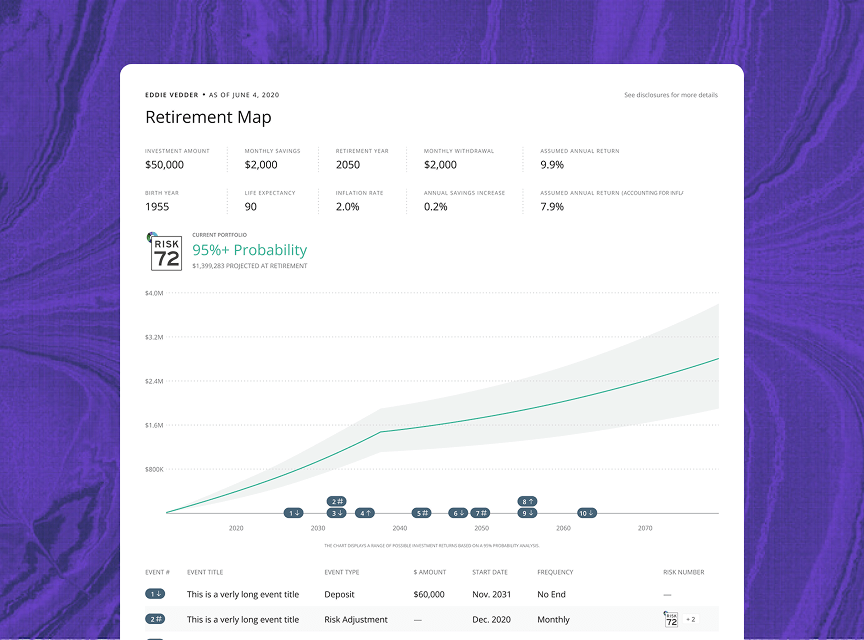 EDDIE VEDDER • AS OF JUNE 4, 2020
See disclosures for more details
Retirement Map
INVESTMENT AMOUNT MONTHLY SAVINGS RETIREMENT YEAR MONTHLY WITHDRAWAL ASSUMED ANNUAL RETURN
$50,000 $2,000 2050 $2,000 9.9%
BIRTH YEAR LIFE EXPECTANCY INFLATION RATE ANNUAL SAVINGS INCREASE ASSUMED ANNUAL RETURN (ACCOUNTING FOR INFL/
1955 90 2.0% 0.2% 7.9%
RISK
72
CURRENT PORTFOLIO
95%+ Probability
$1,399,283 PROJECTED AT RETIREMENT
$4.0M
$3.2M
$2.4M
$1.6M
$800K
2 # 8 ↑
1 ↓ 3 ↓ 4 ↑ 5 # 6 ↓ 7 # 9 ↓ 10 ↓
2020 2030 2040 2050 2060 2070
THE CHART DISPLAYS A RANGE OF POSSIBLE INVESTMENT RETURNS BASED ON A 95% PROBABILITY ANALYSIS.
EVENT # EVENT TITLE EVENT TYPE $ AMOUNT START DATE FREQUENCY RISK NUMBER
1 ↓ This is a verly long event title Deposit $60,000 Nov. 2031 No End —
2 # This is a verly long event title Risk Adjustment — Dec. 2020 Monthly RISK 72 + 2